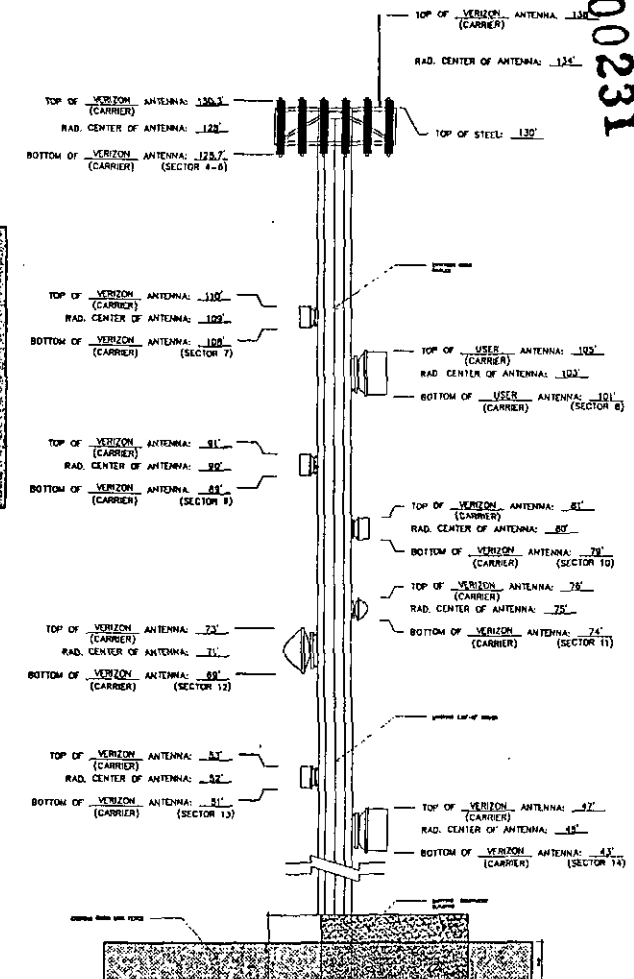 00231
TOP OF VERIZON ANTENNA:
(CARRIER)
RAD. CENTER OF ANTENNA: 134'
TOP OF VERIZON ANTENNA: 130.3'
(CARRIER)
RAD. CENTER OF ANTENNA: 128'
BOTTOM OF VERIZON ANTENNA: 125.7'
(CARRIER) (SECTOR 4-6)
TOP OF STEEL: 130'
TOP OF VERIZON ANTENNA: 110'
(CARRIER)
RAD. CENTER OF ANTENNA: 109'
BOTTOM OF VERIZON ANTENNA: 108'
(CARRIER) (SECTOR 7)
TOP OF USER ANTENNA: 105'
(CARRIER)
RAD. CENTER OF ANTENNA: 103'
BOTTOM OF USER ANTENNA: 101'
(CARRIER) (SECTOR 8)
TOP OF VERIZON ANTENNA: 91'
(CARRIER)
RAD. CENTER OF ANTENNA: 90'
BOTTOM OF VERIZON ANTENNA: 89'
(CARRIER) (SECTOR 9)
TOP OF VERIZON ANTENNA: 81'
(CARRIER)
RAD. CENTER OF ANTENNA: 80'
BOTTOM OF VERIZON ANTENNA: 79'
(CARRIER) (SECTOR 10)
TOP OF VERIZON ANTENNA: 76'
(CARRIER)
RAD. CENTER OF ANTENNA: 75'
BOTTOM OF VERIZON ANTENNA: 74'
(CARRIER) (SECTOR 11)
TOP OF VERIZON ANTENNA: 73'
(CARRIER)
RAD. CENTER OF ANTENNA: 71'
BOTTOM OF VERIZON ANTENNA: 69'
(CARRIER) (SECTOR 12)
TOP OF VERIZON ANTENNA: 53'
(CARRIER)
RAD. CENTER OF ANTENNA: 52'
BOTTOM OF VERIZON ANTENNA: 51'
(CARRIER) (SECTOR 13)
TOP OF VERIZON ANTENNA: 47'
(CARRIER)
RAD. CENTER OF ANTENNA: 45'
BOTTOM OF VERIZON ANTENNA: 43'
(CARRIER) (SECTOR 14)